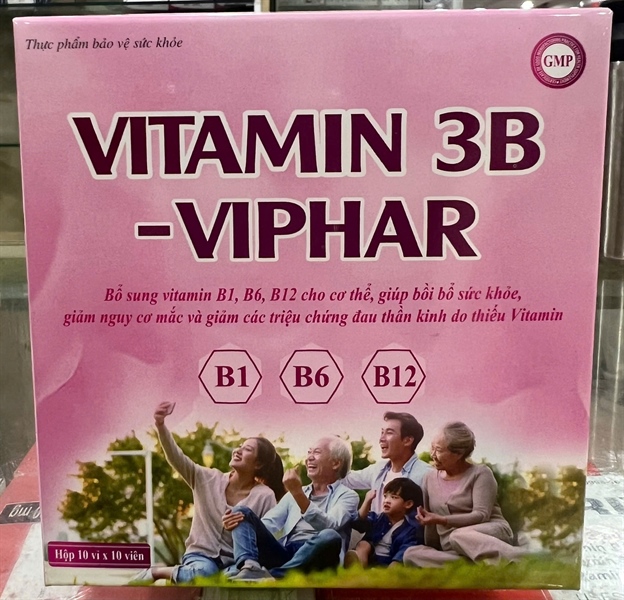 Thực phẩm bảo vệ sức khỏe
GMP
VITAMIN 3B
-VIPHAR
Bổ sung vitamin B1, B6, B12 cho cơ thể, giúp bồi bổ sức khỏe,
giảm nguy cơ mắc và giảm các triệu chứng đau thần kinh do thiếu Vitamin
B1 B6 B12
Hộp 10 vỉ x 10 viên